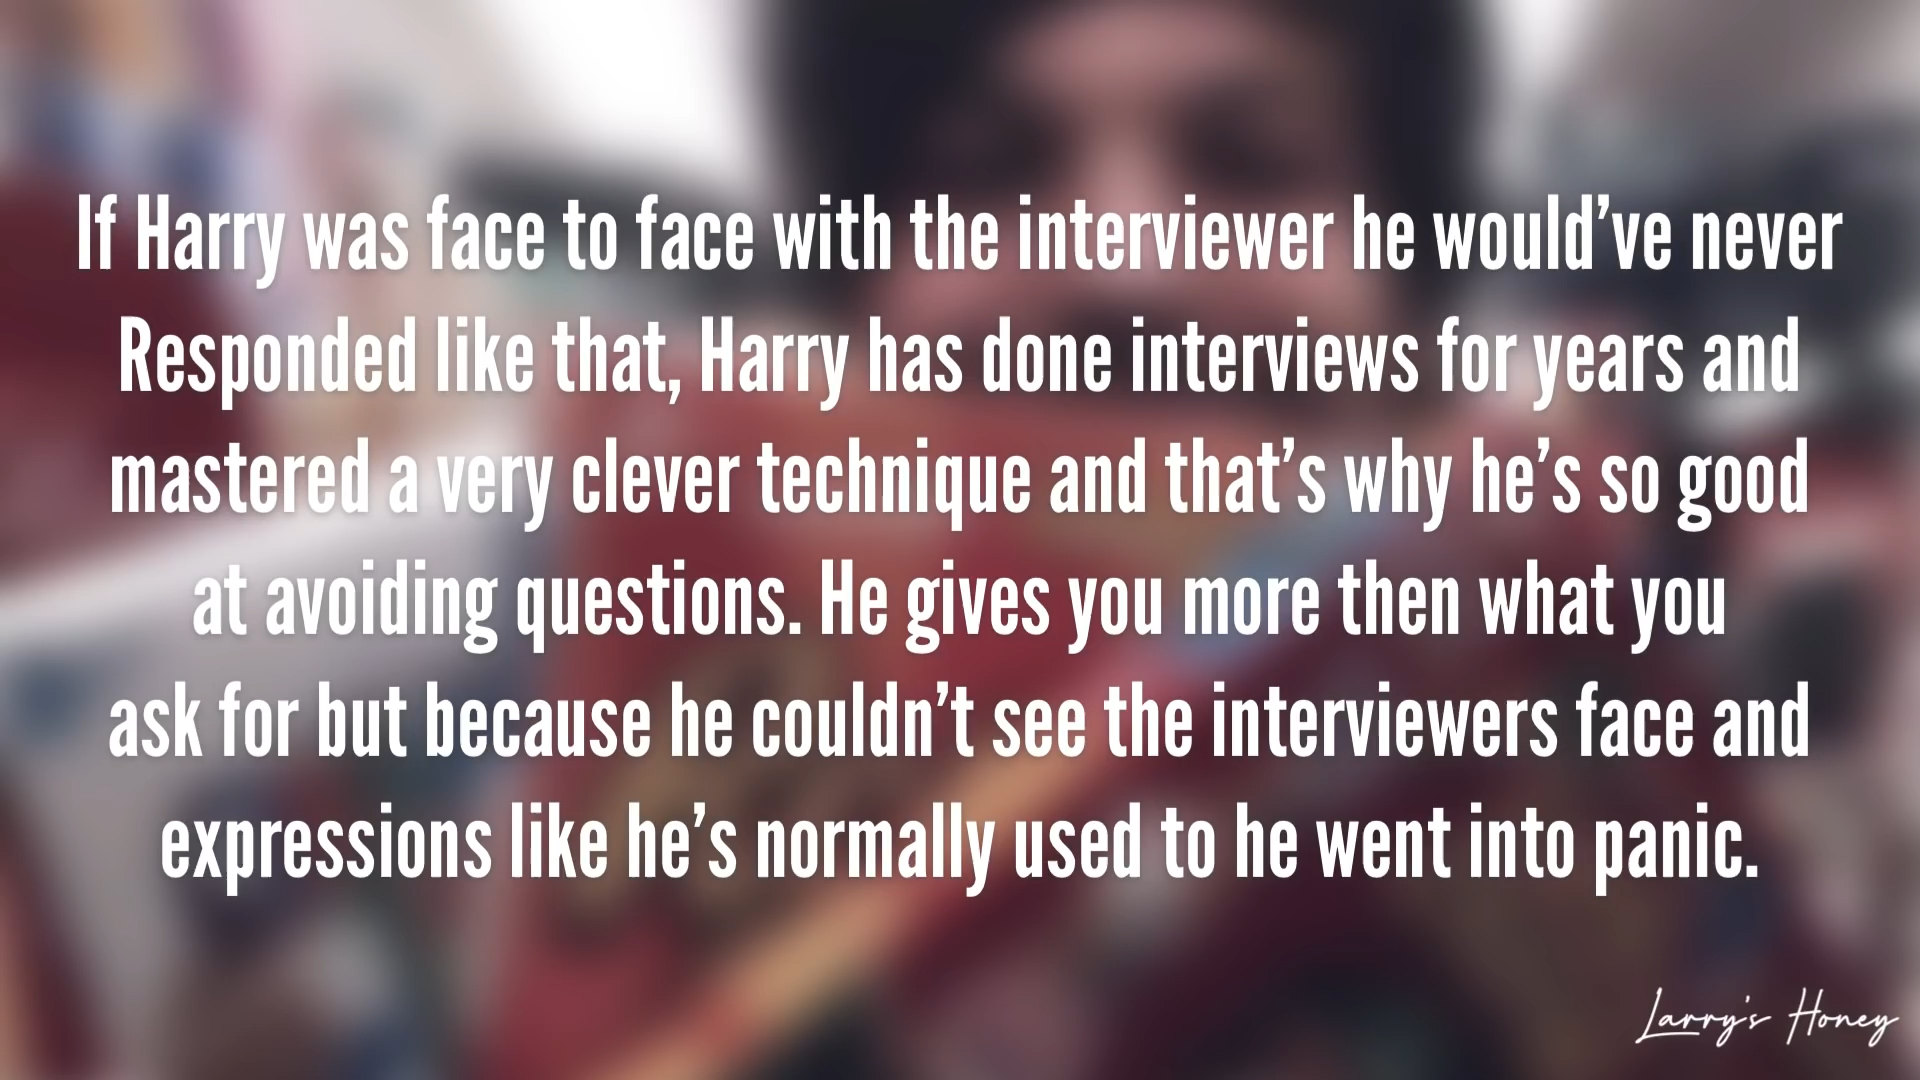 If Harry was face to face with the interviewer he would've never
Responded like that, Harry has done interviews for years and
mastered a very clever technique and that's why he's so good
at avoiding questions. He gives you more then what you
ask for but because he couldn't see the interviewers face and
expressions like he's normally used to he went into panic.
Larry's Honey